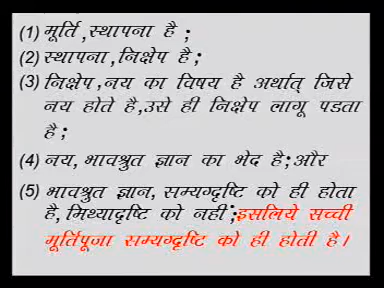 (1) मूर्ति ,स्थापना है ;
(2) स्थापना,निक्षेप है ;
(3) निक्षेप,नय का विषय है अर्थात् जिसे
नय होते है,उसे ही निक्षेप लागू पडता
है ;
(4) नय, भावश्रुत ज्ञान का भेद है;और
(5) भावश्रुत ज्ञान, सम्यग्दृष्टि को ही होता
है,मिथ्यादृष्टि को नहीं;इसलिये सच्ची
मूर्तिपूजा सम्यग्दृष्टि को ही होती है।